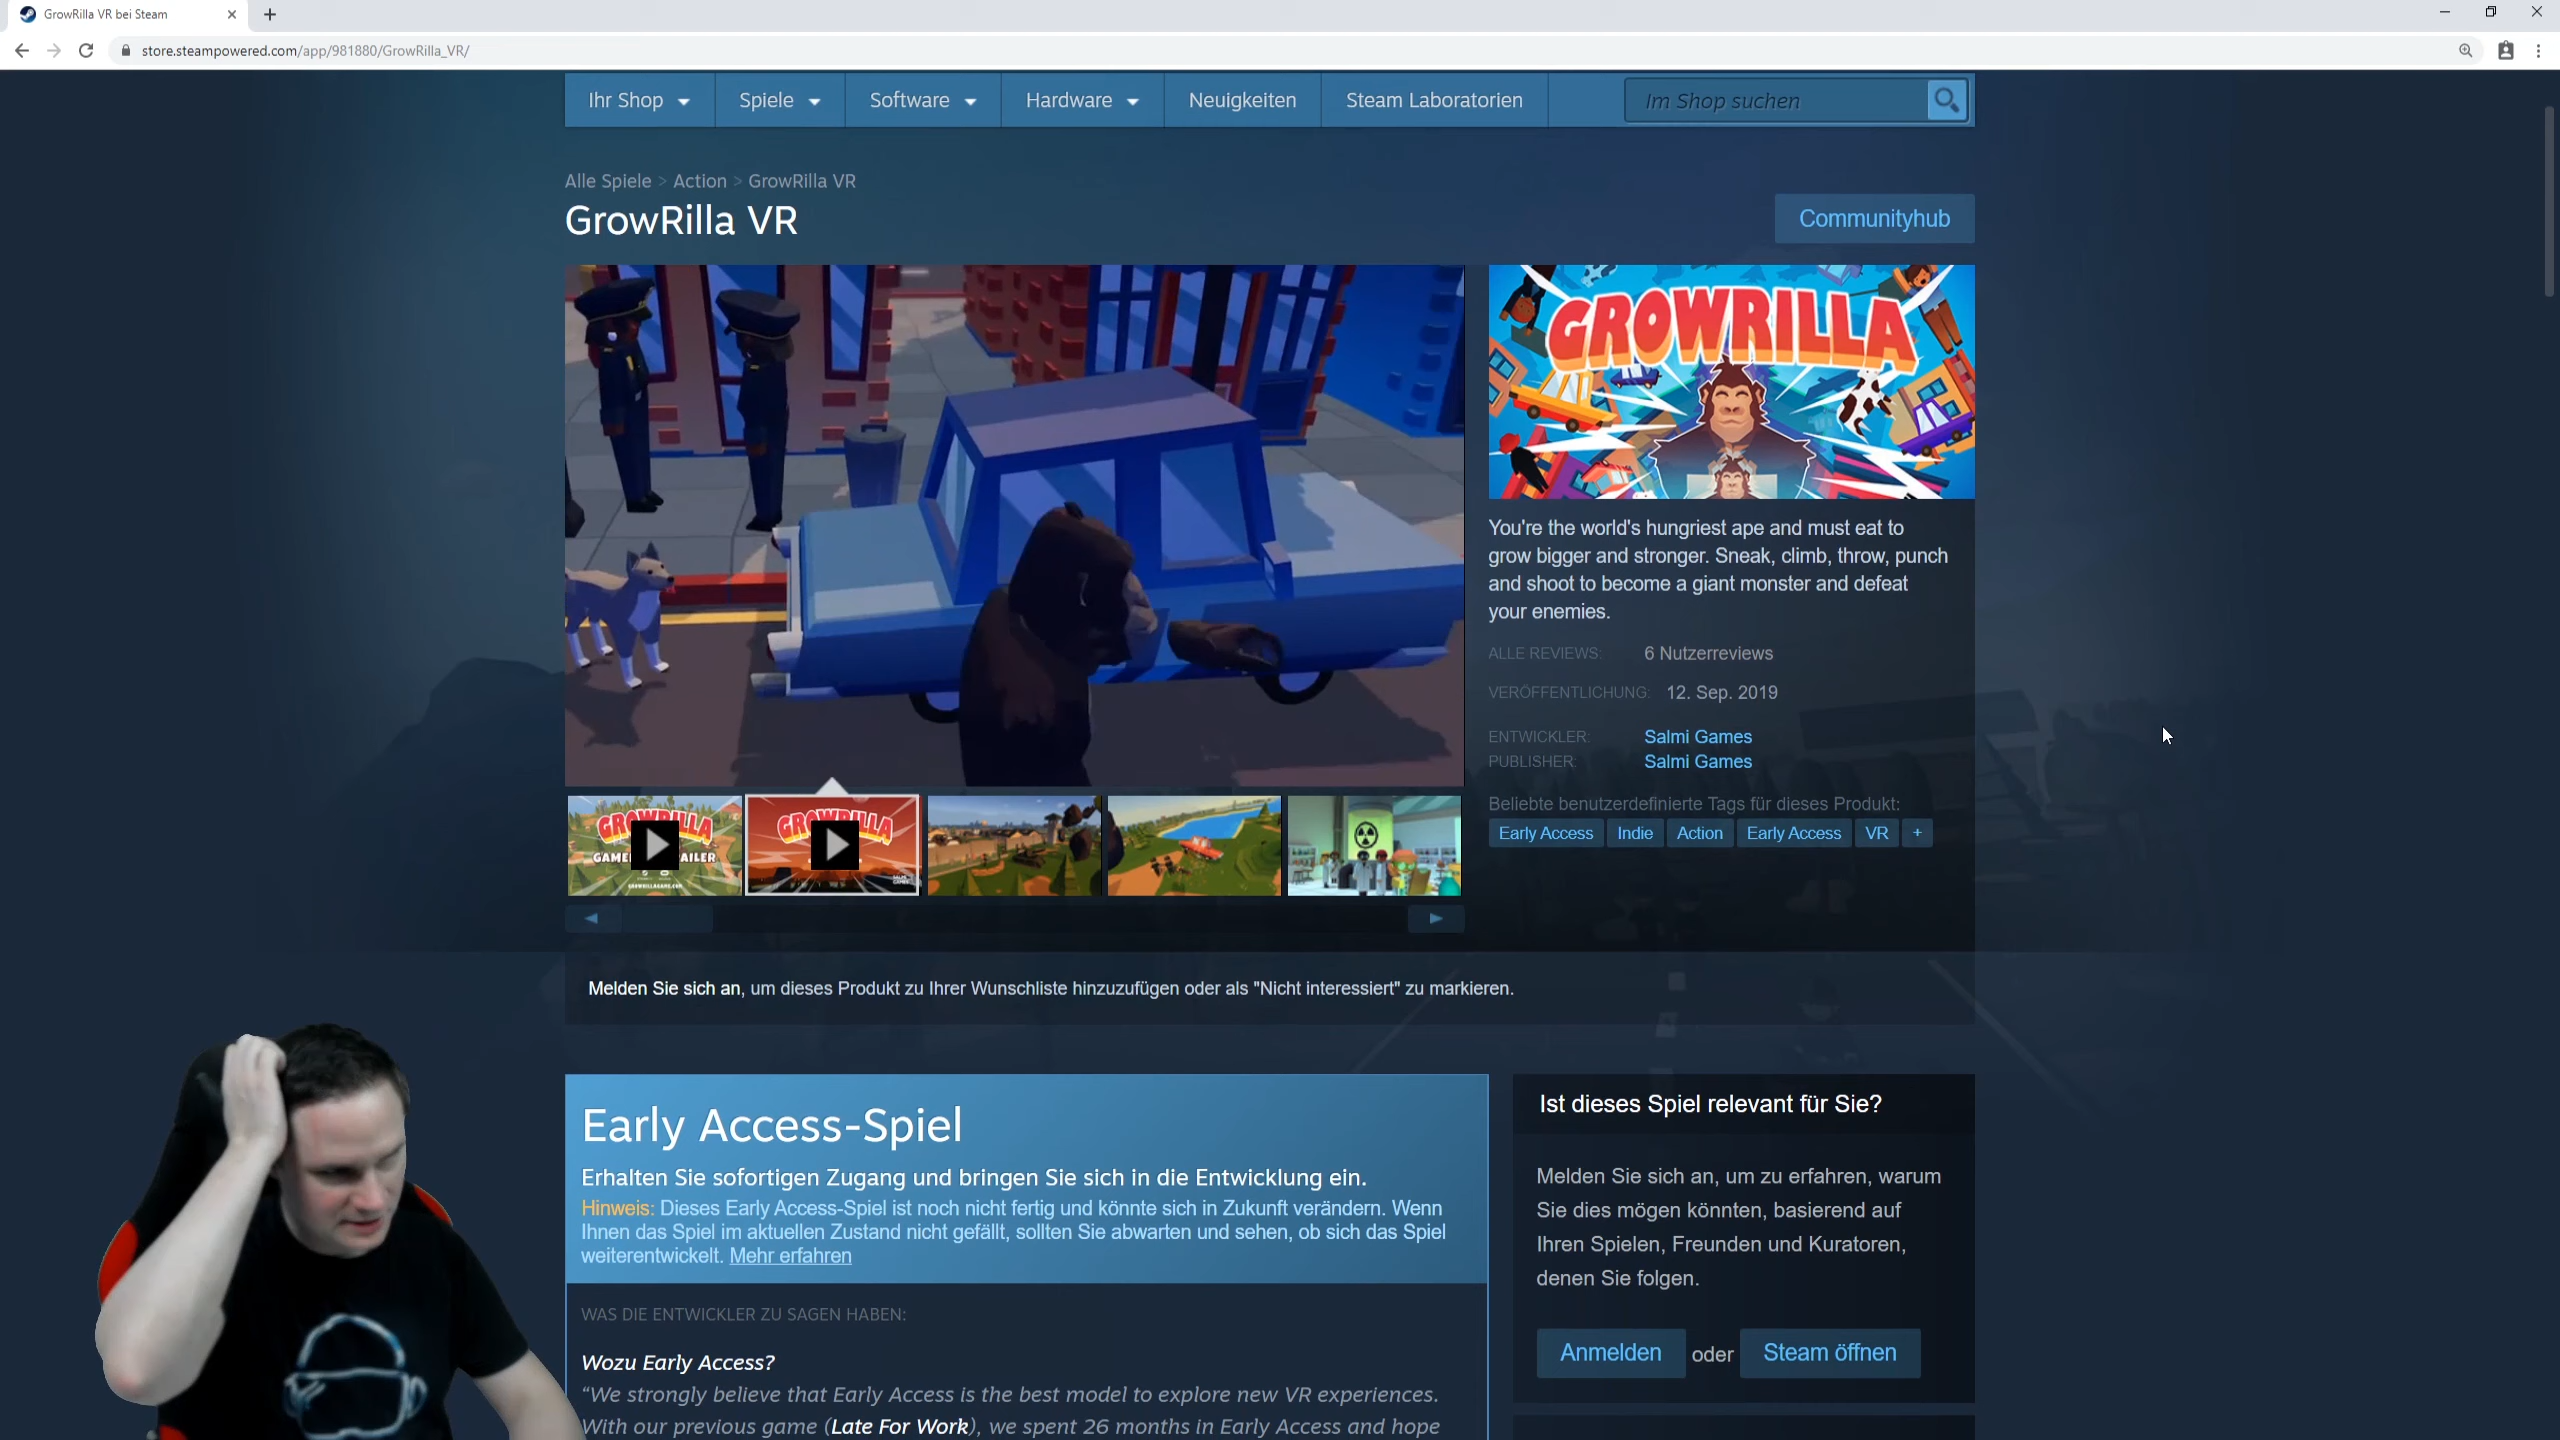 GrowRilla VR bei Steam
store.steampowered.com/app/981880/GrowRilla_VR/
Ihr Shop
Spiele
Software
Hardware
Neuigkeiten
Steam Laboratorien
Im Shop suchen
Alle Spiele > Action > GrowRilla VR
GrowRilla VR
Communityhub
GROWRILLA
You're the world's hungriest ape and must eat to
grow bigger and stronger. Sneak, climb, throw, punch
and shoot to become a giant monster and defeat
your enemies.
ALLE REVIEWS: 6 Nutzerreviews
VERÖFFENTLICHUNG: 12. Sep. 2019
ENTWICKLER: Salmi Games
PUBLISHER: Salmi Games
Beliebte benutzerdefinierte Tags für dieses Produkt:
Early Access
Indie
Action
Early Access
VR
+
GROWRILLA
GROWRILLA
Melden Sie sich an, um dieses Produkt zu Ihrer Wunschliste hinzuzufügen oder als "Nicht interessiert" zu markieren.
Early Access-Spiel
Erhalten Sie sofortigen Zugang und bringen Sie sich in die Entwicklung ein.
Hinweis: Dieses Early Access-Spiel ist noch nicht fertig und könnte sich in Zukunft verändern. Wenn
Ihnen das Spiel im aktuellen Zustand nicht gefällt, sollten Sie abwarten und sehen, ob sich das Spiel
weiterentwickelt. Mehr erfahren
WAS DIE ENTWICKLER ZU SAGEN HABEN:
Wozu Early Access?
“We strongly believe that Early Access is the best model to explore new VR experiences.
With our previous game (Late For Work), we spent 26 months in Early Access and hope
Ist dieses Spiel relevant für Sie?
Melden Sie sich an, um zu erfahren, warum
Sie dies mögen könnten, basierend auf
Ihren Spielen, Freunden und Kuratoren,
denen Sie folgen.
Anmelden oder Steam öffnen